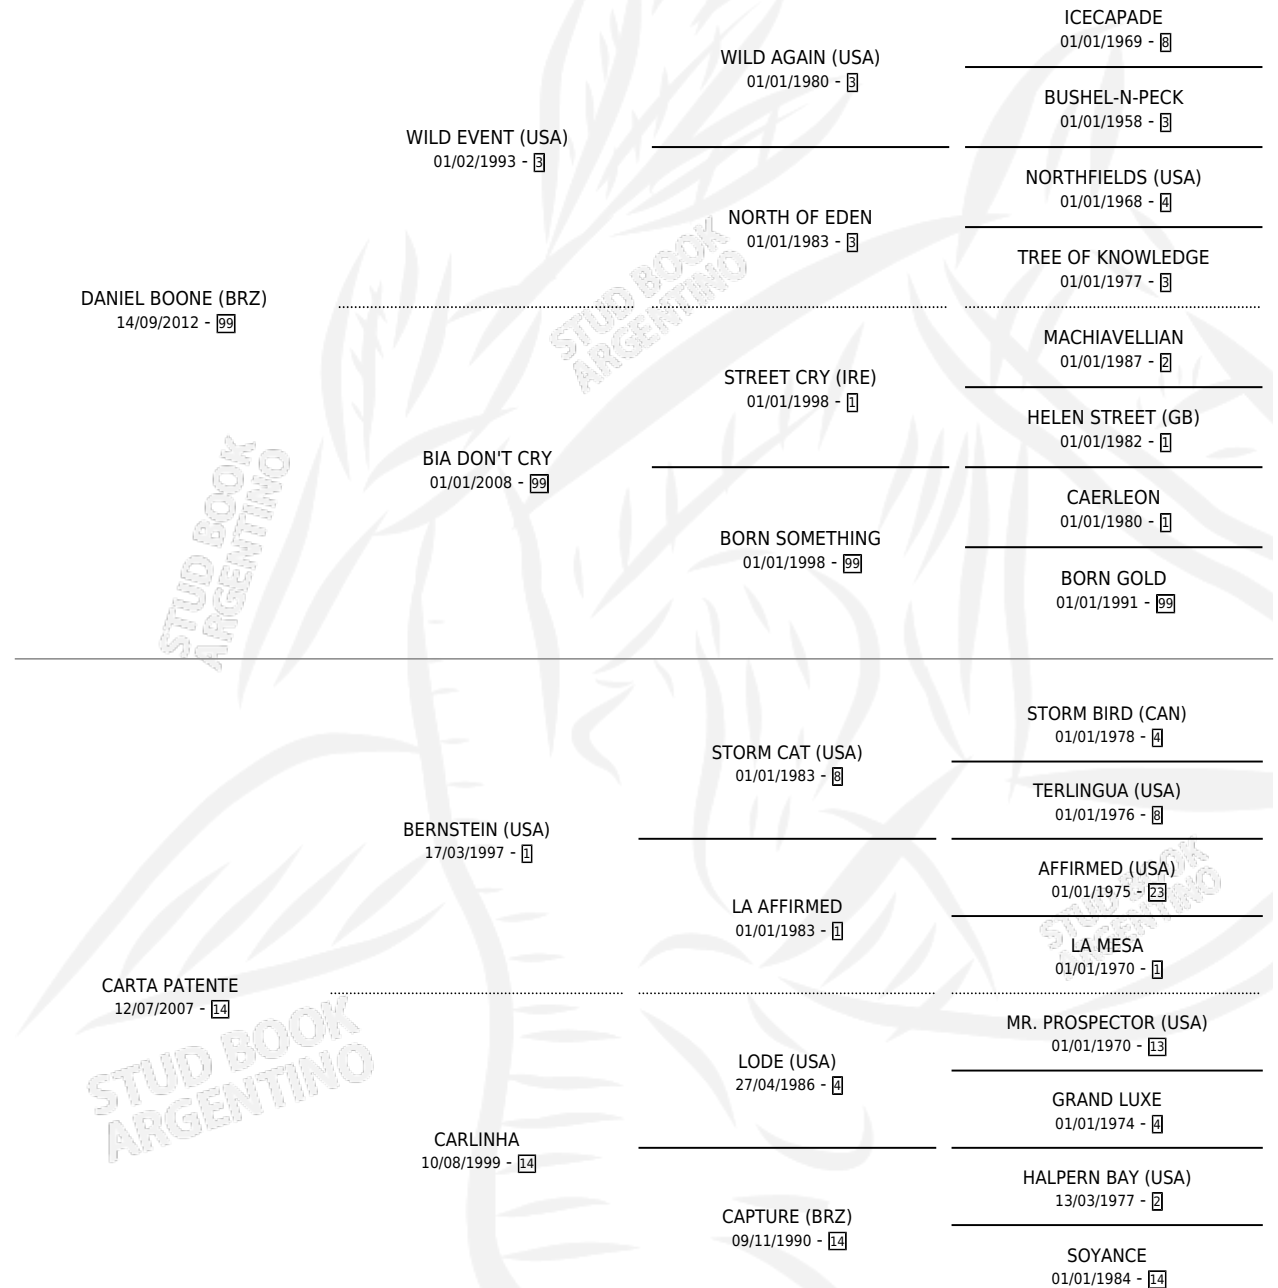 ICECAPADE
01/01/1969 - 8
WILD AGAIN (USA)
01/01/1980 - 3
BUSHEL-N-PECK
01/01/1958 - 3
WILD EVENT (USA)
01/02/1993 - 3
NORTHFIELDS (USA)
01/01/1968 - 4
NORTH OF EDEN
01/01/1983 - 3
TREE OF KNOWLEDGE
01/01/1977 - 3
DANIEL BOONE (BRZ)
14/09/2012 - 99
MACHIAVELLIAN
01/01/1987 - 2
STREET CRY (IRE)
01/01/1998 - 1
HELEN STREET (GB)
01/01/1982 - 1
BIA DON'T CRY
01/01/2008 - 99
CAERLEON
01/01/1980 - 1
BORN SOMETHING
01/01/1998 - 99
BORN GOLD
01/01/1991 - 99
STUD BOOK
ARGENTINO
STUD BOOK
ARGENTINO
STORM BIRD (CAN)
01/01/1978 - 4
STORM CAT (USA)
01/01/1983 - 8
TERLINGUA (USA)
01/01/1976 - 8
BERNSTEIN (USA)
17/03/1997 - 1
AFFIRMED (USA)
01/01/1975 - 23
LA AFFIRMED
01/01/1983 - 1
LA MESA
01/01/1970 - 1
CARTA PATENTE
12/07/2007 - 14
MR. PROSPECTOR (USA)
01/01/1970 - 13
LODE (USA)
27/04/1986 - 4
GRAND LUXE
01/01/1974 - 4
CARLINHA
10/08/1999 - 14
HALPERN BAY (USA)
13/03/1977 - 2
CAPTURE (BRZ)
09/11/1990 - 14
SOYANCE
01/01/1984 - 14
STUD BOOK
ARGENTINO
STUD BOOK
ARGENTINO